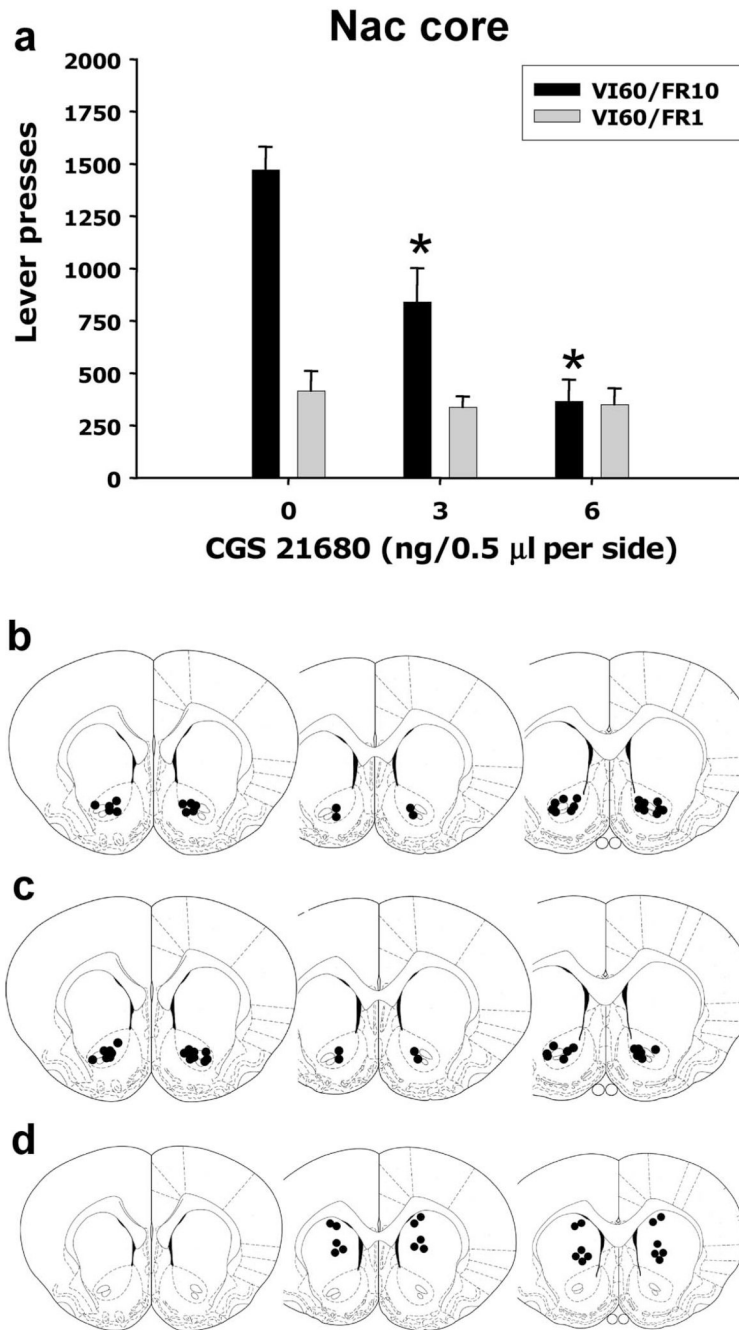 a
Nac core
2000
1750
1500
1250
1000
750
500
250
0
Lever presses
VI60/FR10
VI60/FR1
*
*
0 3 6
CGS 21680 (ng/0.5 µl per side)
b
c
d